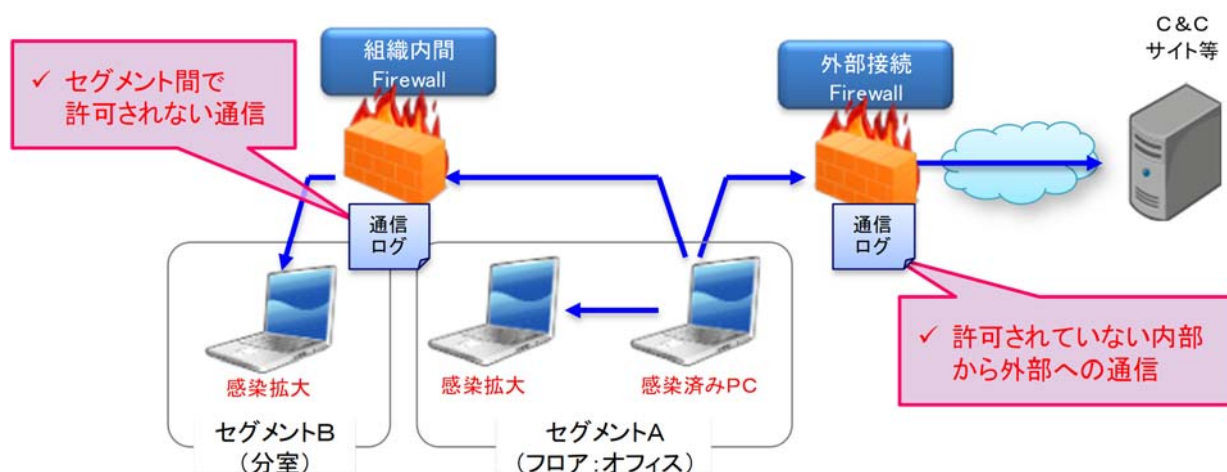 組織内間
Firewall
外部接続
Firewall
C&C
サイト等
✓ セグメント間で
許可されない通信
通信
ログ
通信
ログ
✓ 許可されていない内部
から外部への通信
感染拡大
感染拡大
感染済みPC
セグメントB
(分室)
セグメントA
(フロア:オフィス)